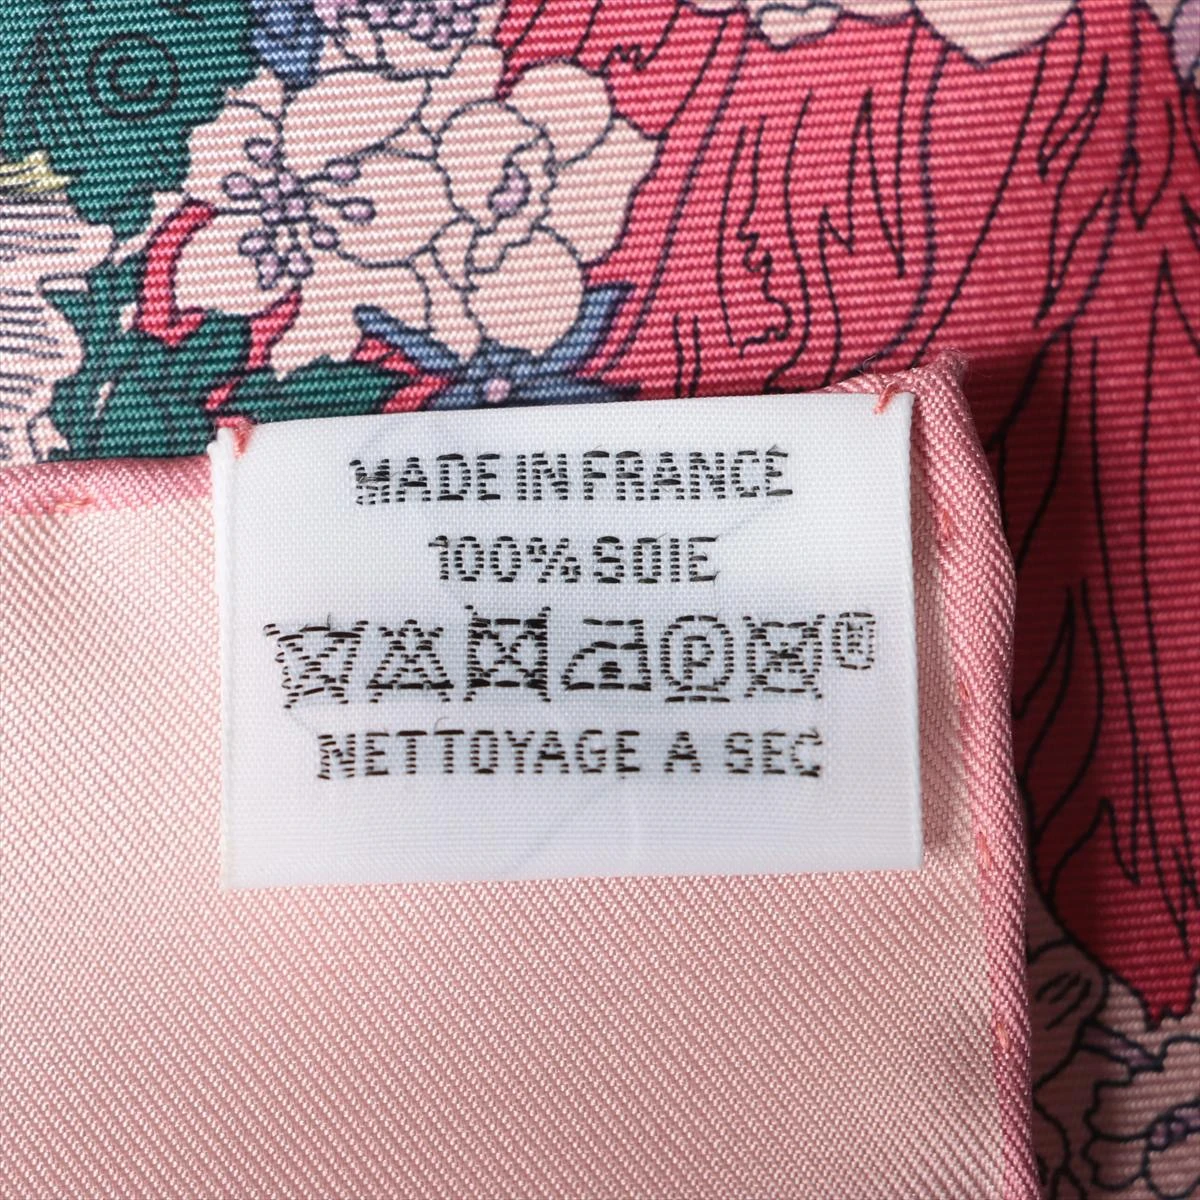 ©
MADE IN FRANCE
100% SOIE
P H
NETTOYAGE A SEC